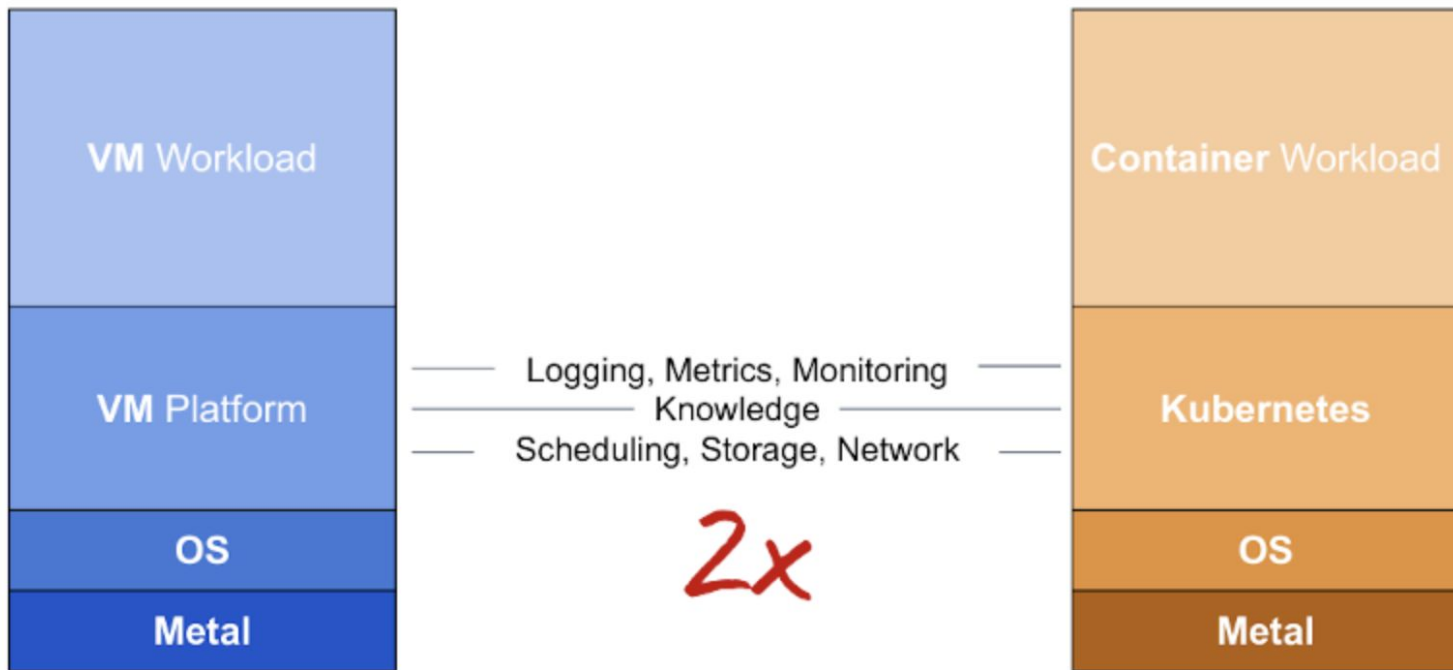 VM Workload
Container Workload
Logging, Metrics, Monitoring
VM Platform
Knowledge
Kubernetes
Scheduling, Storage, Network
2x
OS
OS
Metal
Metal